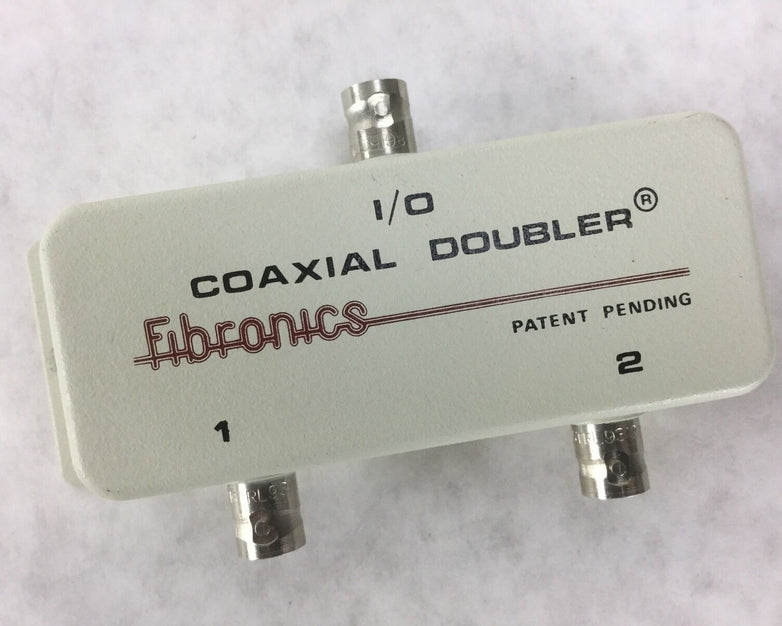 I/O
COAXIAL DOUBLER®
Fibronics
PATENT PENDING
1
2